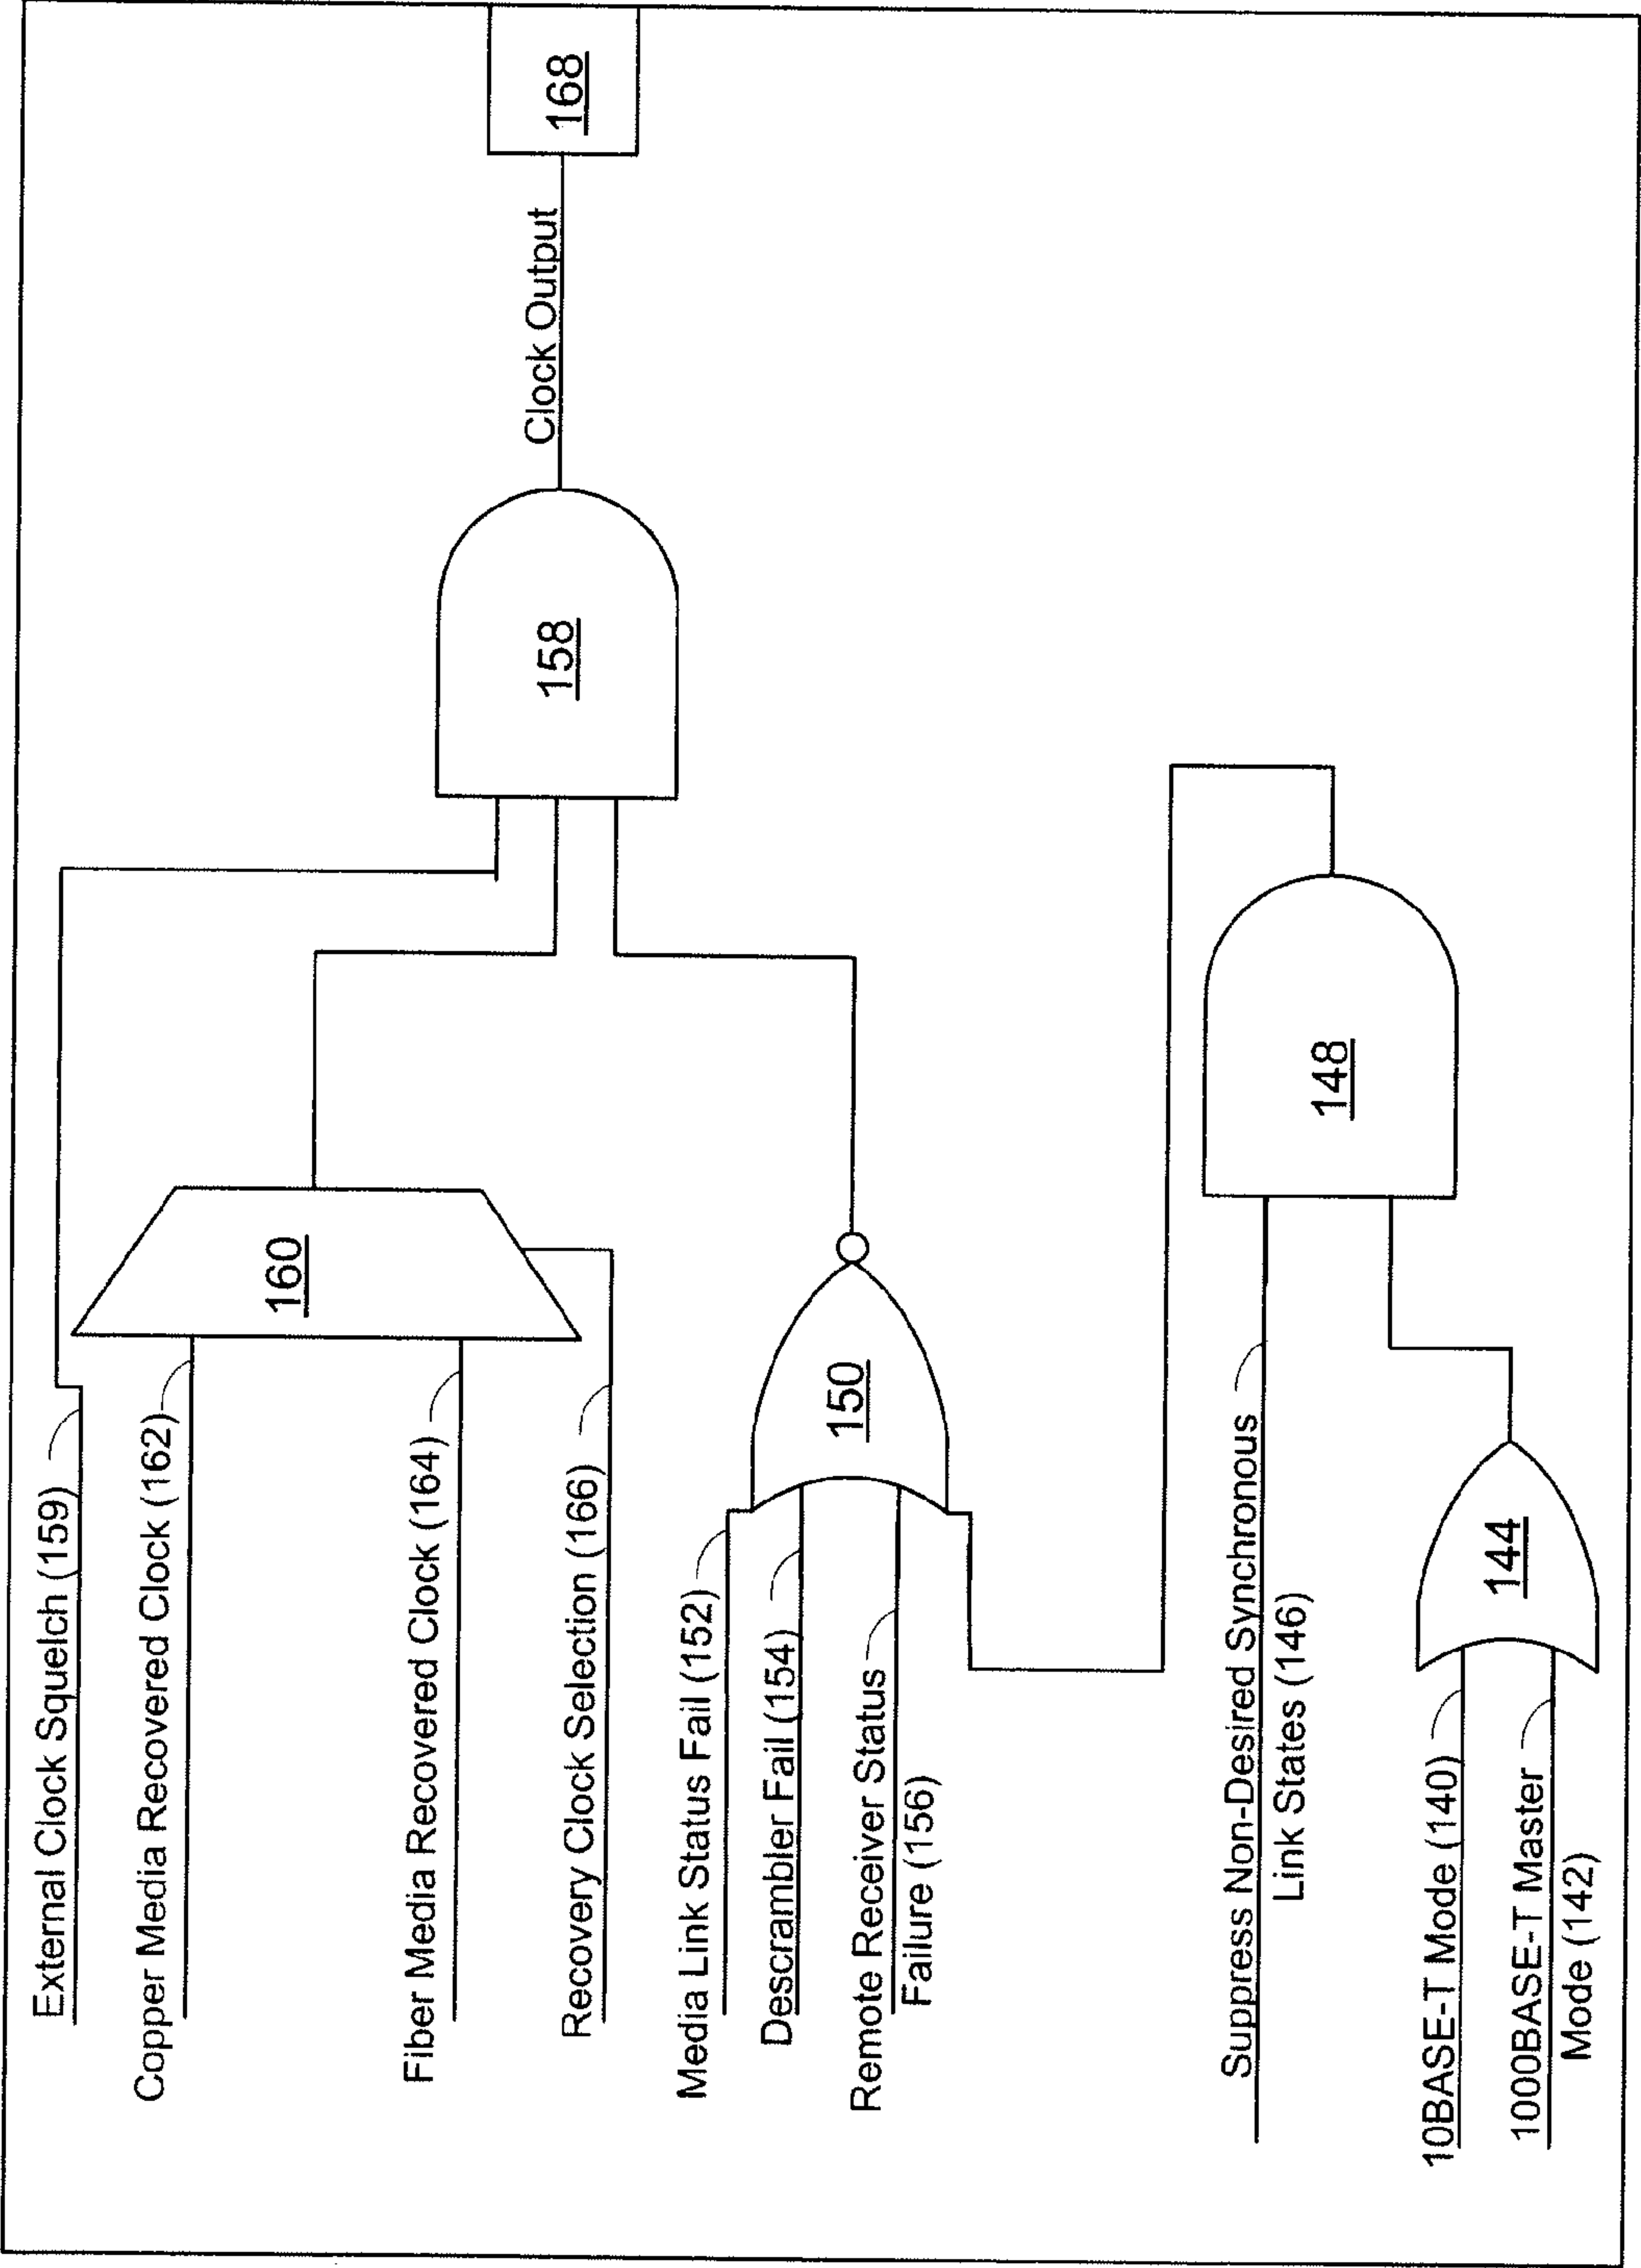 External Clock Squelch (159)
Copper Media Recovered Clock (162)
160
Fiber Media Recovered Clock (164)
Recovery Clock Selection (166)
158
Clock Output
168
Media Link Status Fail (152)
Descrambler Fail (154)
150
Remote Receiver Status
Failure (156)
Suppress Non-Desired Synchronous
Link States (146)
148
10BASE-T Mode (140)
144
1000BASE-T Master
Mode (142)